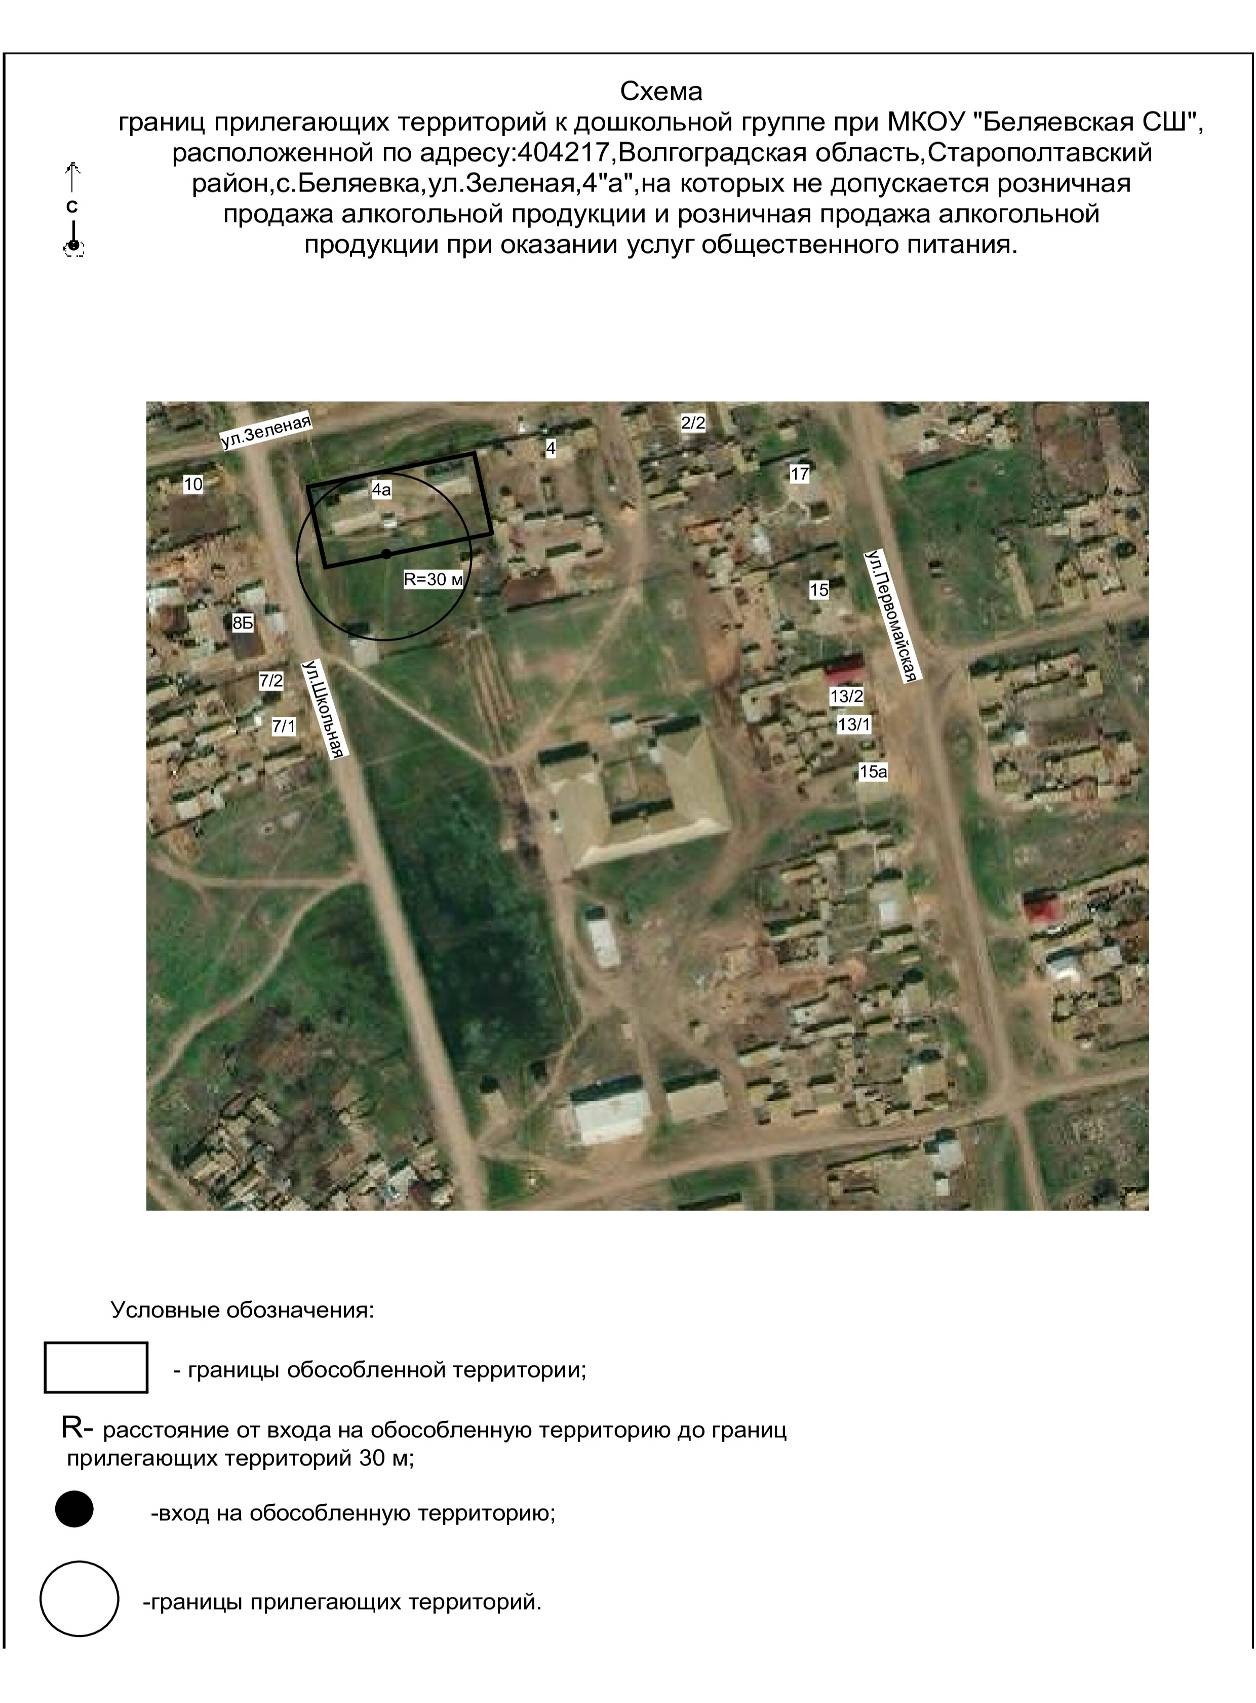 Схема
границ прилегающих территорий к дошкольной группе при МКОУ "Беляевская СШ",
расположенной по адресу:404217,Волгоградская область,Старополтавский
район,с.Беляевка,ул.Зеленая,4"а",на которых не допускается розничная
продажа алкогольной продукции и розничная продажа алкогольной
продукции при оказании услуг общественного питания.
С
ул.Зеленая
2/2
4
17
10
4а
R=30 м
15
ул.Первомайская
8Б
7/2
ул.Школьная
13/2
7/1
13/1
15а
Условные обозначения:
- границы обособленной территории;
R- расстояние от входа на обособленную территорию до границ
прилегающих территорий 30 м;
-вход на обособленную территорию;
-границы прилегающих территорий.